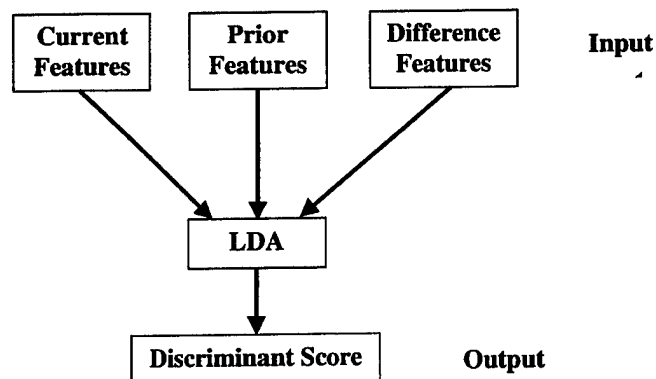 Current
Features
Prior
Features
Difference
Features
Input
LDA
Discriminant Score
Output